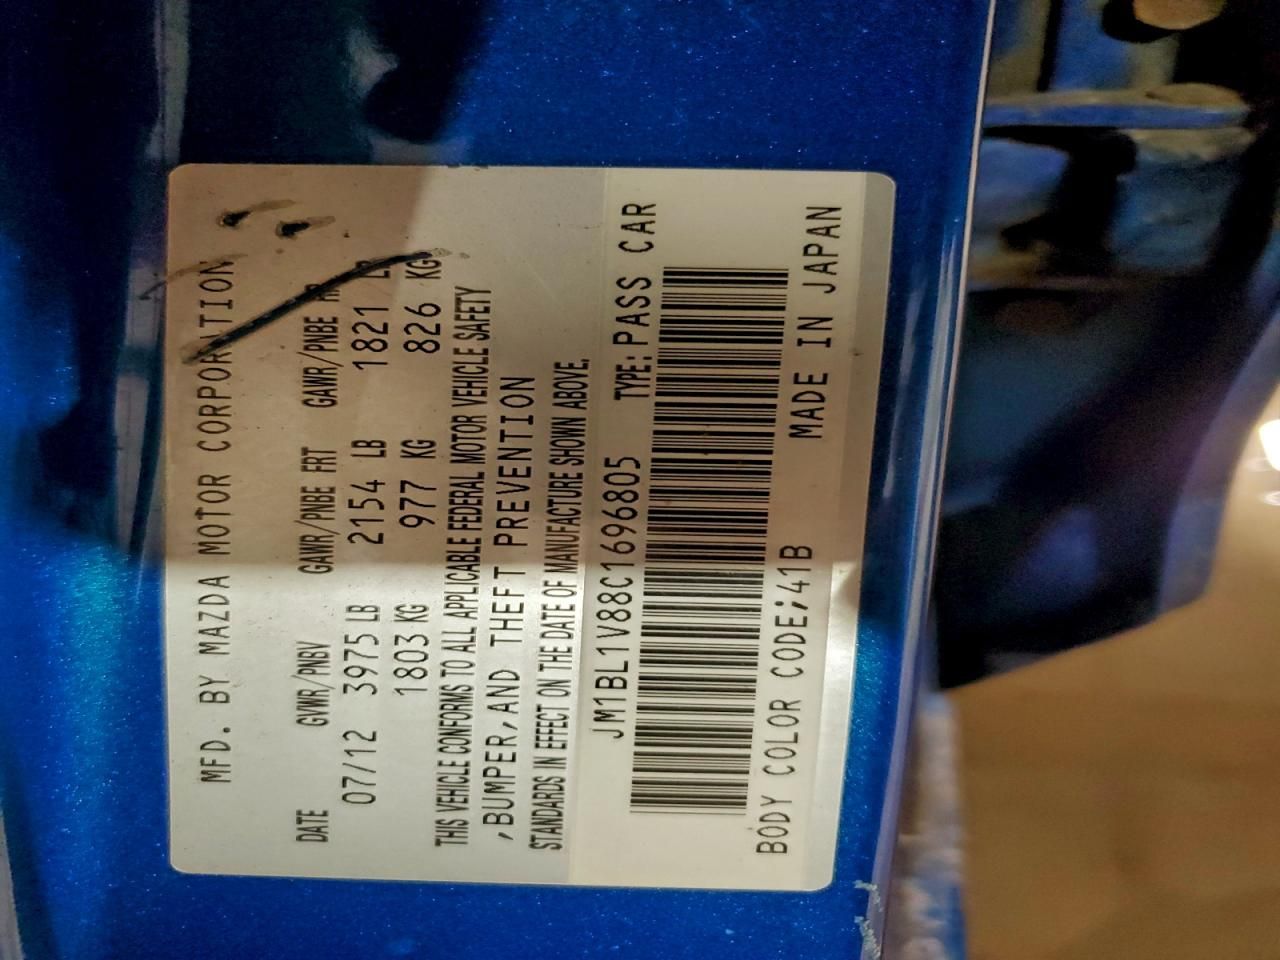 MFD. BY MAZDA MOTOR CORPORATION
DATE GVWR/PNBV GAWR/PNBE FRT GAWR/PNBE RR
07/12 3975 LB 2154 LB 1821 LB
1803 KG 977 KG 826 KG
THIS VEHICLE CONFORMS TO ALL APPLICABLE FEDERAL MOTOR VEHICLE SAFETY
,BUMPER,AND THEFT PREVENTION
STANDARDS IN EFFECT ON THE DATE OF MANUFACTURE SHOWN ABOVE.
JM1BL1V88C1696805 TYPE: PASS CAR
BODY COLOR CODE;41B MADE IN JAPAN